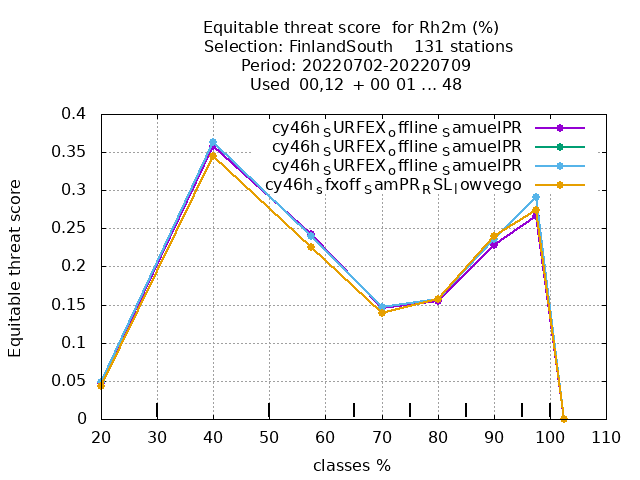 Equitable threat score  for Rh2m (%)
Selection: FinlandSouth    131 stations
Period: 20220702-20220709
Used  00,12  + 00 01 ... 48
Equitable threat score
0.4
0.35
0.3
0.25
0.2
0.15
0.1
0.05
0
cy46h_SURFEX_offline_SamuelPR
cy46h_SURFEX_offline_SamuelPR
cy46h_SURFEX_offline_SamuelPR
cy46h_sfxoff_SamPR_RSL_lowvego
20 30 40 50 60 70 80 90 100 110
classes %